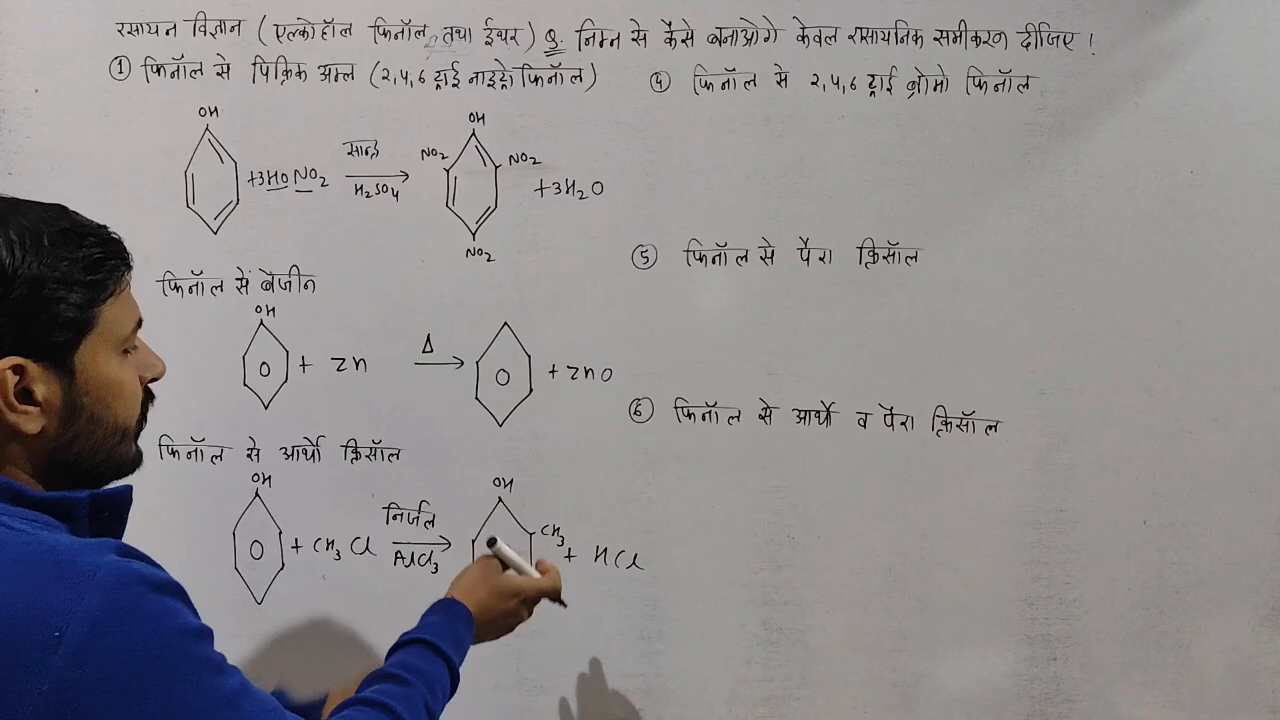 रसायन विज्ञान (एल्कोहॉल फिनॉल तथा ईथर) Q. निम्न से कैसे बनाओगे केवल रासायनिक समीकरण दीजिए !
① फिनॉल से पिक्रिक अम्ल (2,4,6 ट्राई नाइट्रो फिनॉल)
OH
+3HONO2 सान्द्र H2SO4 → OH NO2 NO2 NO2 +3H2O
फिनॉल सें बेंजीन
OH
+ Zn Δ → + ZnO
फिनॉल से आर्थो क्रिसॉल
OH
+ CH3Cl निर्जल AlCl3 → OH CH3 + HCl
④ फिनॉल से 2,4,6 ट्राई ब्रोमो फिनॉल
⑤ फिनॉल से पैरा क्रिसॉल
⑥ फिनॉल से आर्थो व पैरा क्रिसॉल